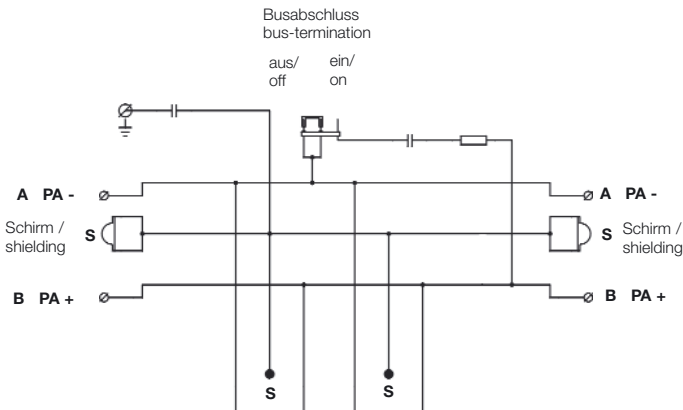 Busabschluss
bus-termination
aus/ ein/
off on
A PA - A PA -
Schirm / S S Schirm /
shielding shielding
B PA + B PA +
S S